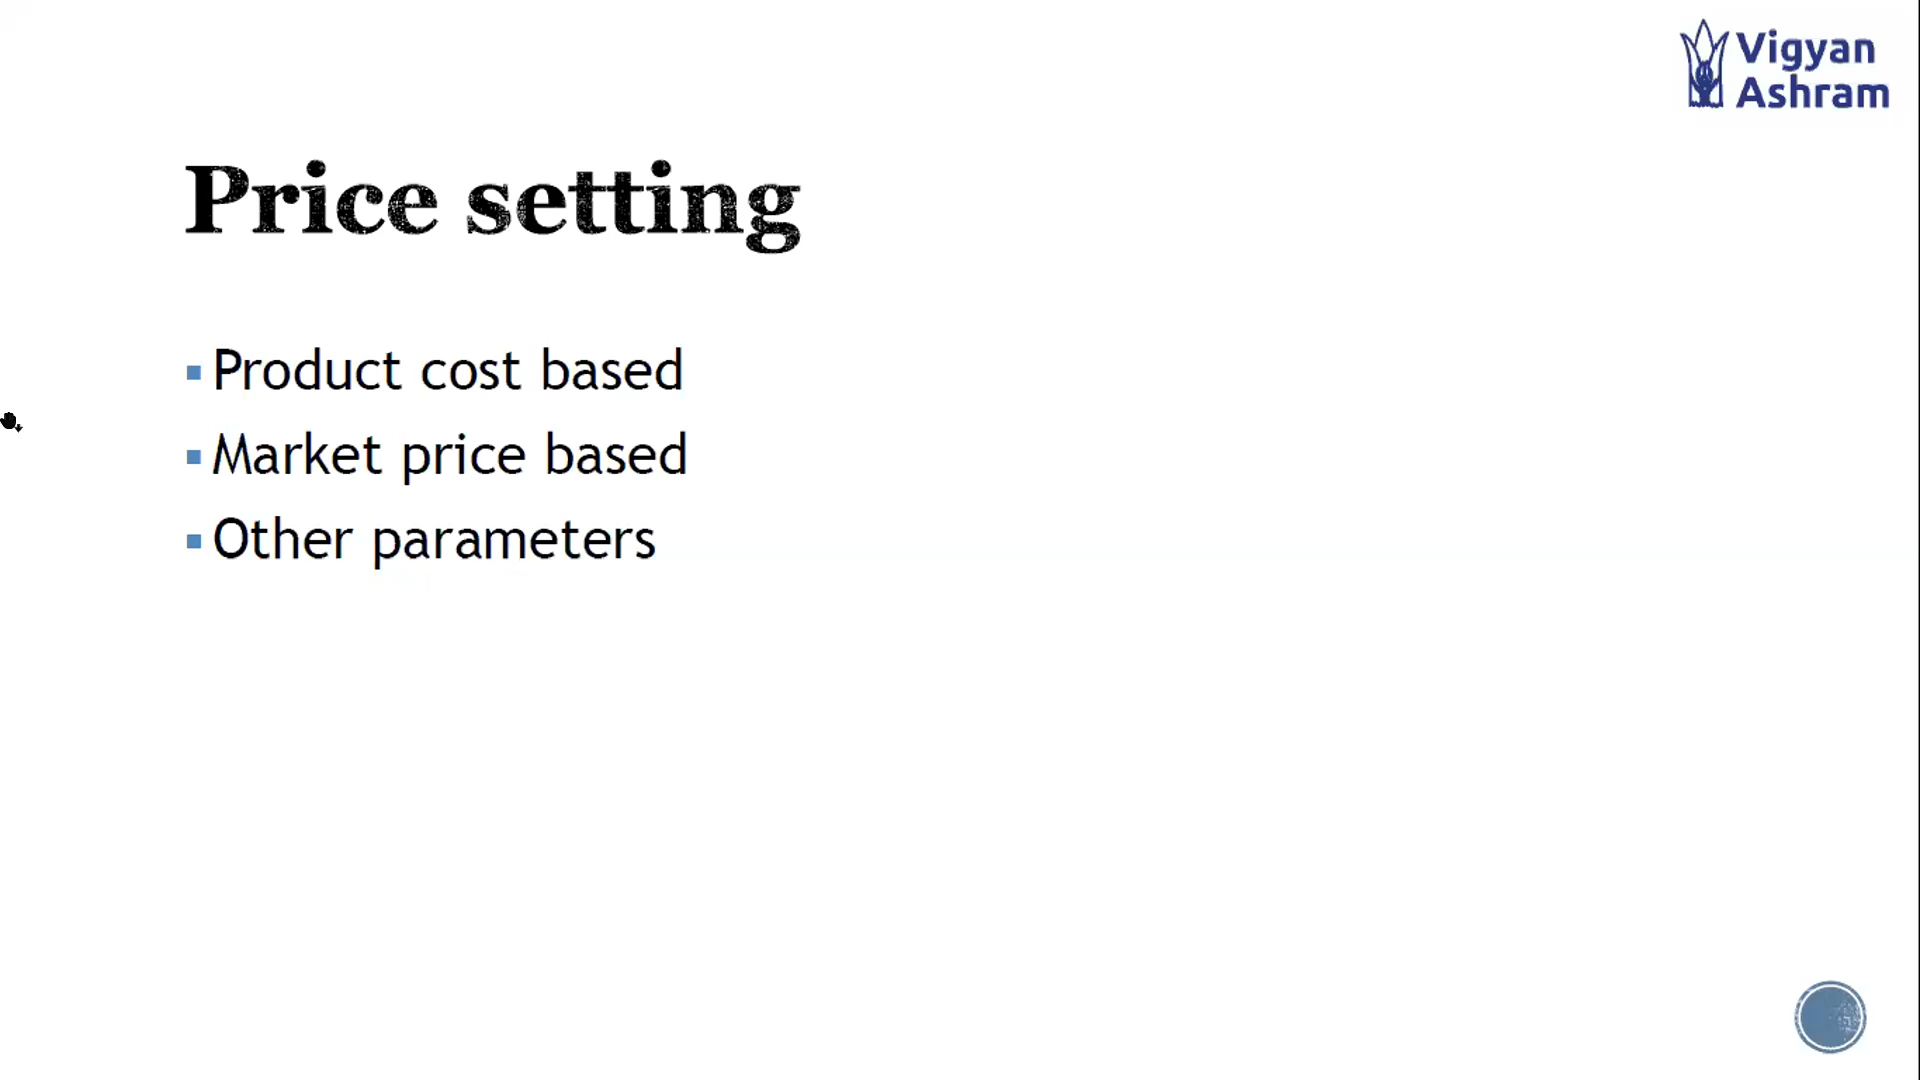 Vigyan
Ashram
Price setting
Product cost based
Market price based
Other parameters